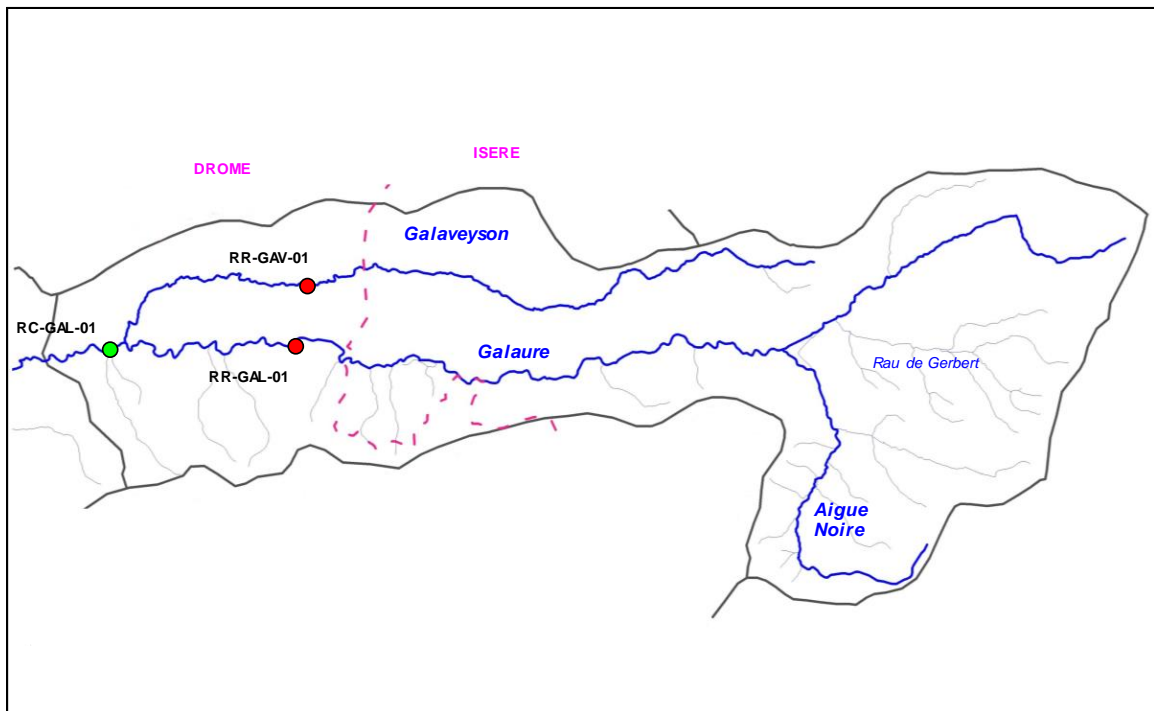 ISERE
DROME
Galaveyson
RR-GAV-01
RC-GAL-01
Galaure
RR-GAL-01
Rau de Gerbert
Aigue
Noire